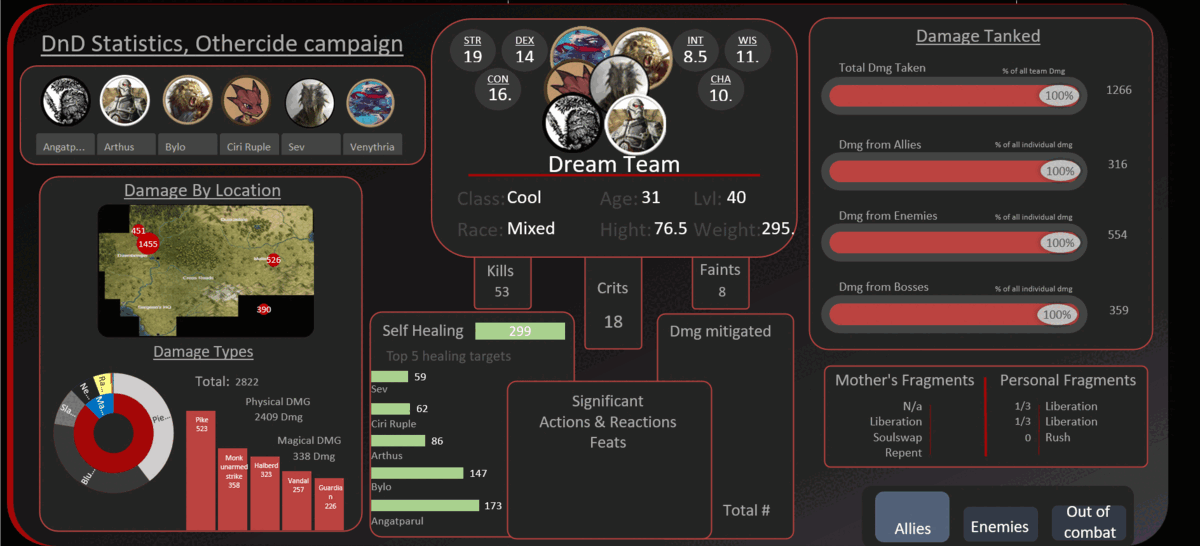 DnD Statistics, Othercide campaign
Angatp...
Arthus
Bylo
Ciri Ruple
Sev
Venythria
Damage By Location
451
1455
526
390
Damage Types
Total: 2822
Physical DMG
2409 Dmg
Magical DMG
338 Dmg
Ne...
Ra...
Ma...
Sla...
Pie...
Blu...
Pike
523
Monk
unarmed
strike
358
Halberd
323
Vandal
257
Guardia
n
226
STR
19
DEX
14
INT
8.5
WIS
11.
CON
16.
CHA
10.
Dream Team
Class: Cool
Age: 31
Lvl: 40
Race: Mixed
Hight: 76.5
Weight: 295.
Kills
53
Crits
18
Faints
8
Self Healing
299
Top 5 healing targets
59
Sev
62
Ciri Ruple
86
Arthus
147
Bylo
173
Angatparul
Dmg mitigated
Significant
Actions & Reactions
Feats
Total #
Damage Tanked
Total Dmg Taken
% of all team Dmg
100%
1266
Dmg from Allies
% of all individual dmg
100%
316
Dmg from Enemies
% of all individual dmg
100%
554
Dmg from Bosses
% of all individual dmg
100%
359
Mother's Fragments
N/a
Liberation
Soulswap
Repent
Personal Fragments
1/3 Liberation
1/3 Liberation
0 Rush
Allies
Enemies
Out of
combat